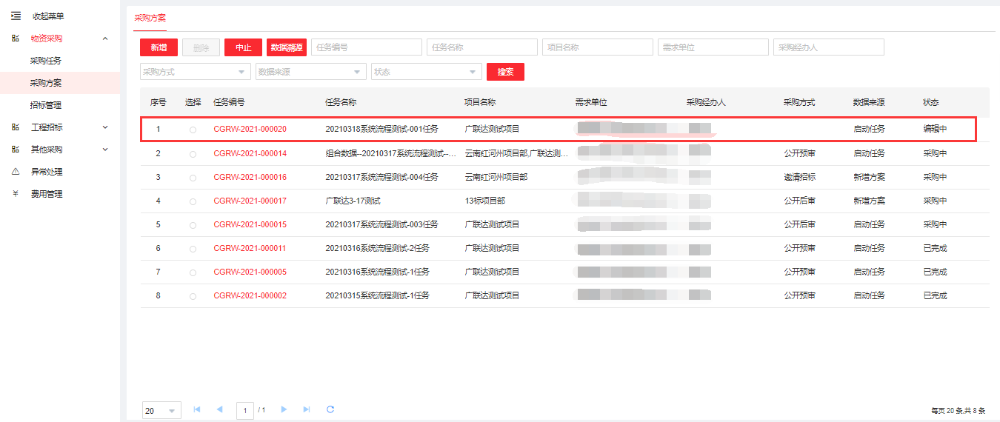 收起菜单
物资采购
采购任务
采购方案
招标管理
工程招标
其他采购
异常处理
¥ 费用管理
采购方案
新增 删除 中止 数据溯源 任务编号 任务名称 项目名称 需求单位 采购经办人
采购方式 数据来源 状态 搜索
序号 选择 任务编号 任务名称 项目名称 需求单位 采购经办人 采购方式 数据来源 状态
1 CGRW-2021-000020 20210318系统流程测试-001任务 广联达测试项目 启动任务 编辑中
2 CGRW-2021-000014 组合数据--20210317系统流程测试--... 云南红河州项目部,广联达测... 公开预审 启动任务 采购中
3 CGRW-2021-000016 20210317系统流程测试-004任务 云南红河州项目部 邀请招标 新增方案 采购中
4 CGRW-2021-000017 广联达3-17测试 13标项目部 公开后审 新增方案 采购中
5 CGRW-2021-000015 20210317系统流程测试-003任务 广联达测试项目 公开后审 启动任务 采购中
6 CGRW-2021-000011 20210316系统流程测试-2任务 广联达测试项目 公开预审 启动任务 已完成
7 CGRW-2021-000005 20210316系统流程测试-1任务 广联达测试项目 公开预审 启动任务 已完成
8 CGRW-2021-000002 20210315系统流程测试-1任务 广联达测试项目 公开预审 启动任务 已完成
20 1 / 1 每页 20 条,共 8 条